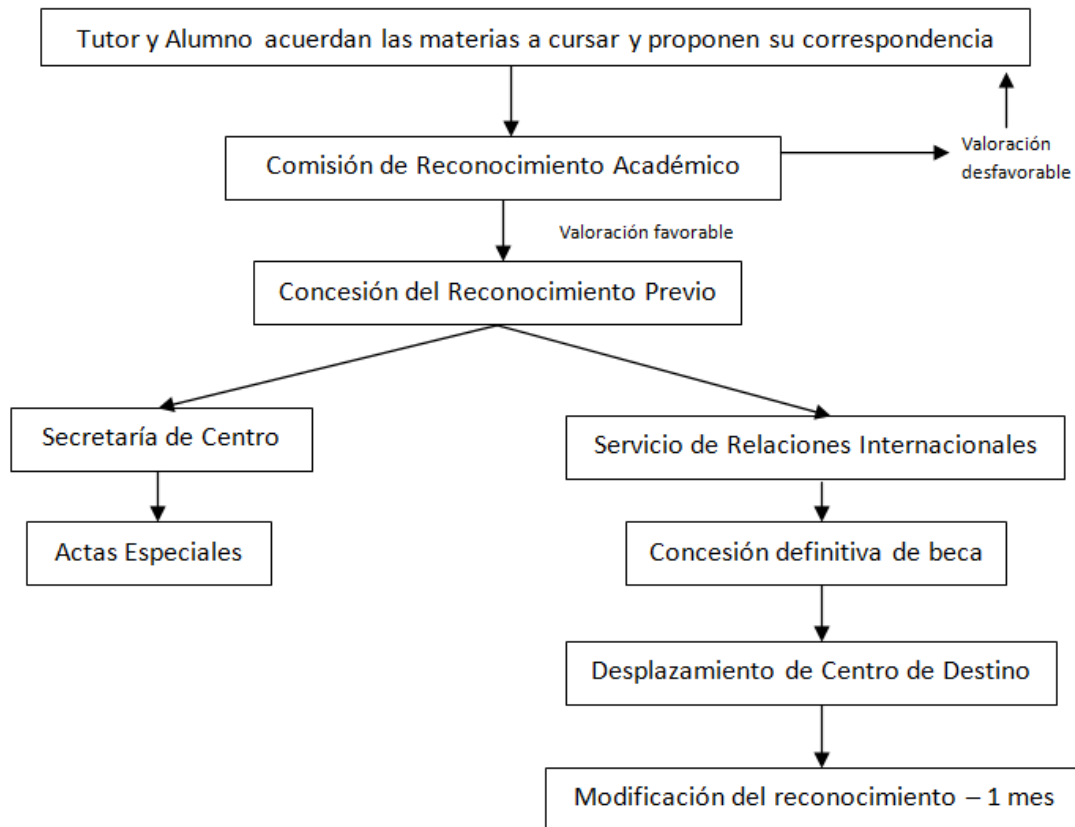 Tutor y Alumno acuerdan las materias a cursar y proponen su correspondencia
Comisión de Reconocimiento Académico
Valoración
desfavorable
Valoración favorable
Concesión del Reconocimiento Previo
Secretaría de Centro
Servicio de Relaciones Internacionales
Actas Especiales
Concesión definitiva de beca
Desplazamiento de Centro de Destino
Modificación del reconocimiento – 1 mes